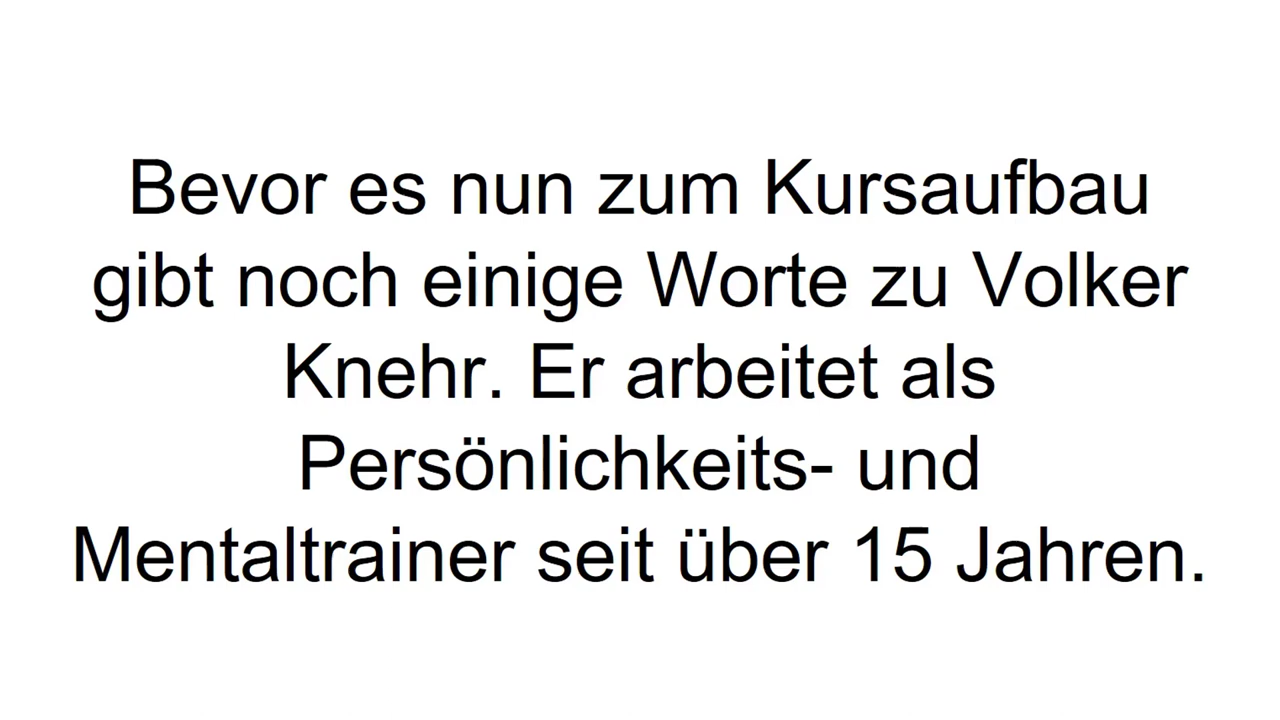 Bevor es nun zum Kursaufbau
gibt noch einige Worte zu Volker
Knehr. Er arbeitet als
Persönlichkeits- und
Mentaltrainer seit über 15 Jahren.